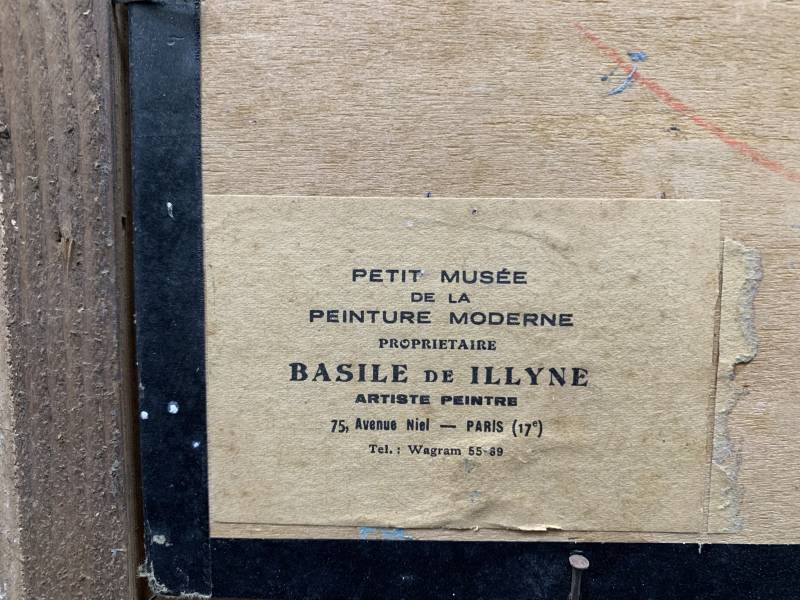 PETIT MUSÉE
DE LA
PEINTURE MODERNE
PROPRIETAIRE
BASILE DE ILLYNE
ARTISTE PEINTRE
75, Avenue Niel — PARIS (17e)
Tel. : Wagram 55-89